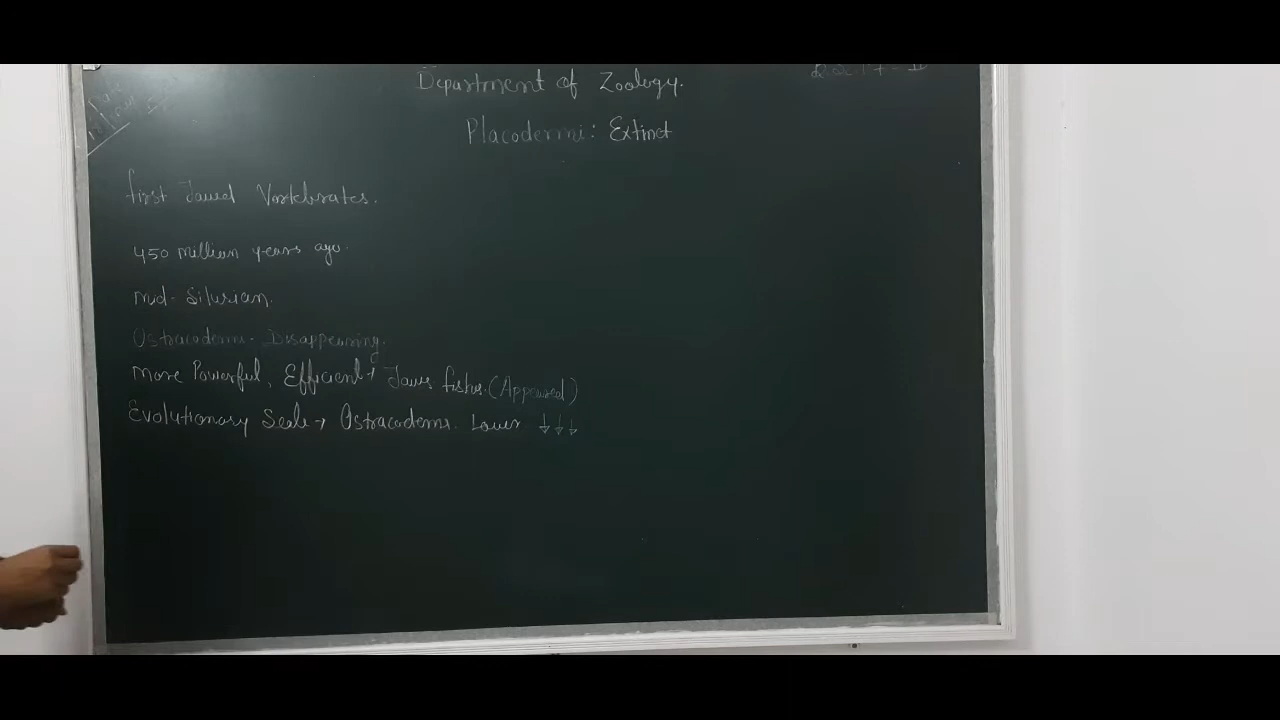 Department of Zoology.
Placodermi: Extinct
First Jawed Vertebrates.
450 million years ago.
Mid-Silurian.
Ostracoderms. Disappearing.
More Powerful, Efficient → Jaws fishes. (Appeared)
Evolutionary Scale → Ostracoderms. Lower ↓↓↓